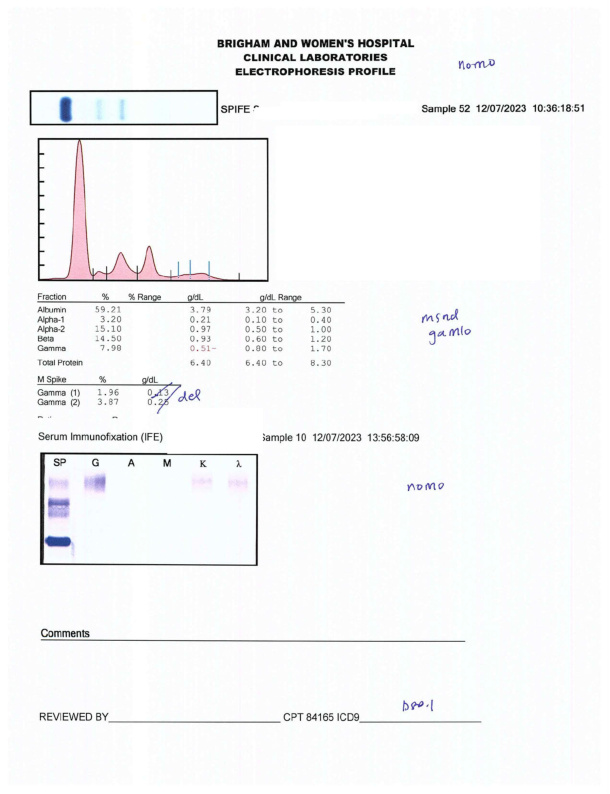 BRIGHAM AND WOMEN'S HOSPITAL
CLINICAL LABORATORIES
ELECTROPHORESIS PROFILE
nomo
SPIFE
Sample 52 12/07/2023 10:36:18:51
Fraction % % Range g/dL g/dL Range
Albumin 59.21 3.79 3.20 to 5.30
Alpha-1 3.20 0.21 0.10 to 0.40
Alpha-2 15.10 0.97 0.50 to 1.00
Beta 14.50 0.93 0.60 to 1.20
Gamma 7.98 0.51- 0.80 to 1.70
Total Protein 6.40 6.40 to 8.30
msnd
gamlo
M Spike % g/dL
Gamma (1) 1.96 0.13
Gamma (2) 3.87 0.25
del
Serum Immunofixation (IFE)
Sample 10 12/07/2023 13:56:58:09
SP G A M K λ
nomo
Comments
REVIEWED BY CPT 84165 ICD9